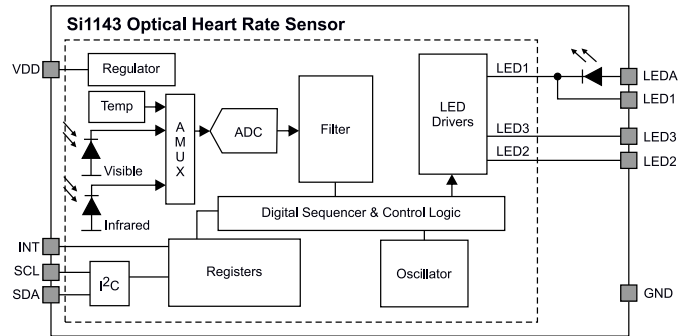 Si1143 Optical Heart Rate Sensor
VDD
Regulator
Temp
Visible
Infrared
AMUX
ADC
Filter
LED
Drivers
LED1
LED3
LED2
LEDA
LED1
LED3
LED2
Digital Sequencer & Control Logic
INT
SCL
SDA
I2C
Registers
Oscillator
GND